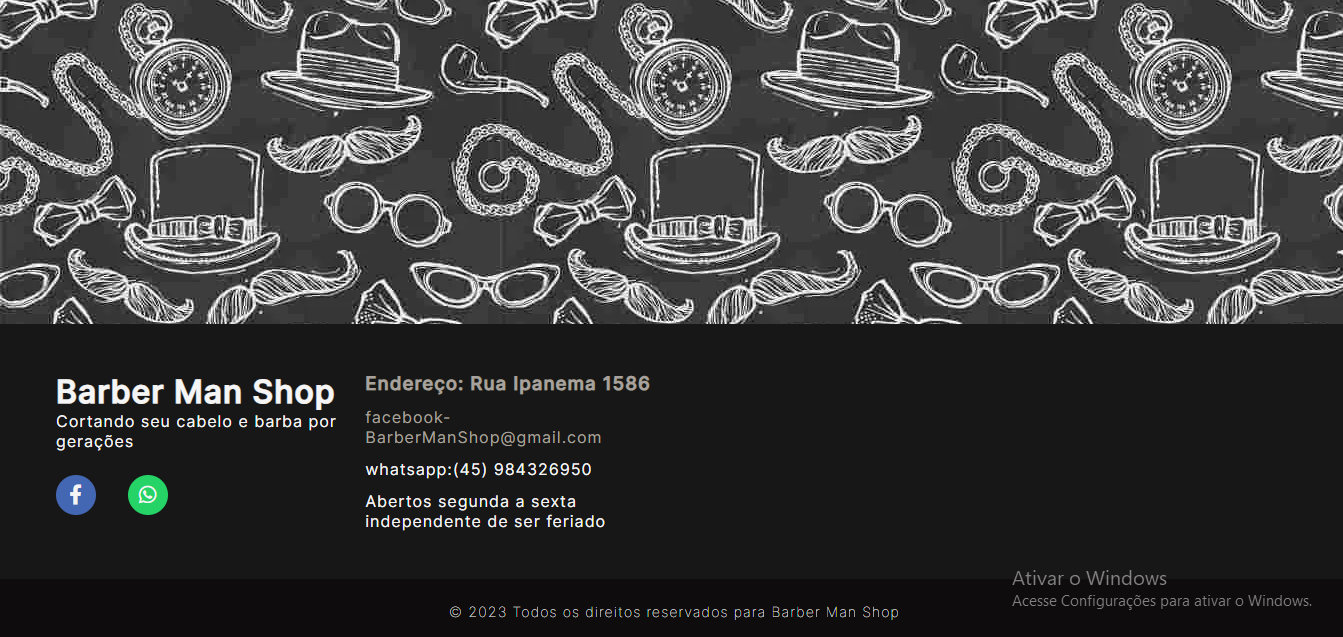 Barber Man Shop
Cortando seu cabelo e barba por
gerações
Endereço: Rua Ipanema 1586
facebook-
BarberManShop@gmail.com
whatsapp:(45) 984326950
Abertos segunda a sexta
independente de ser feriado
Ativar o Windows
Acesse Configurações para ativar o Windows.
© 2023 Todos os direitos reservados para Barber Man Shop